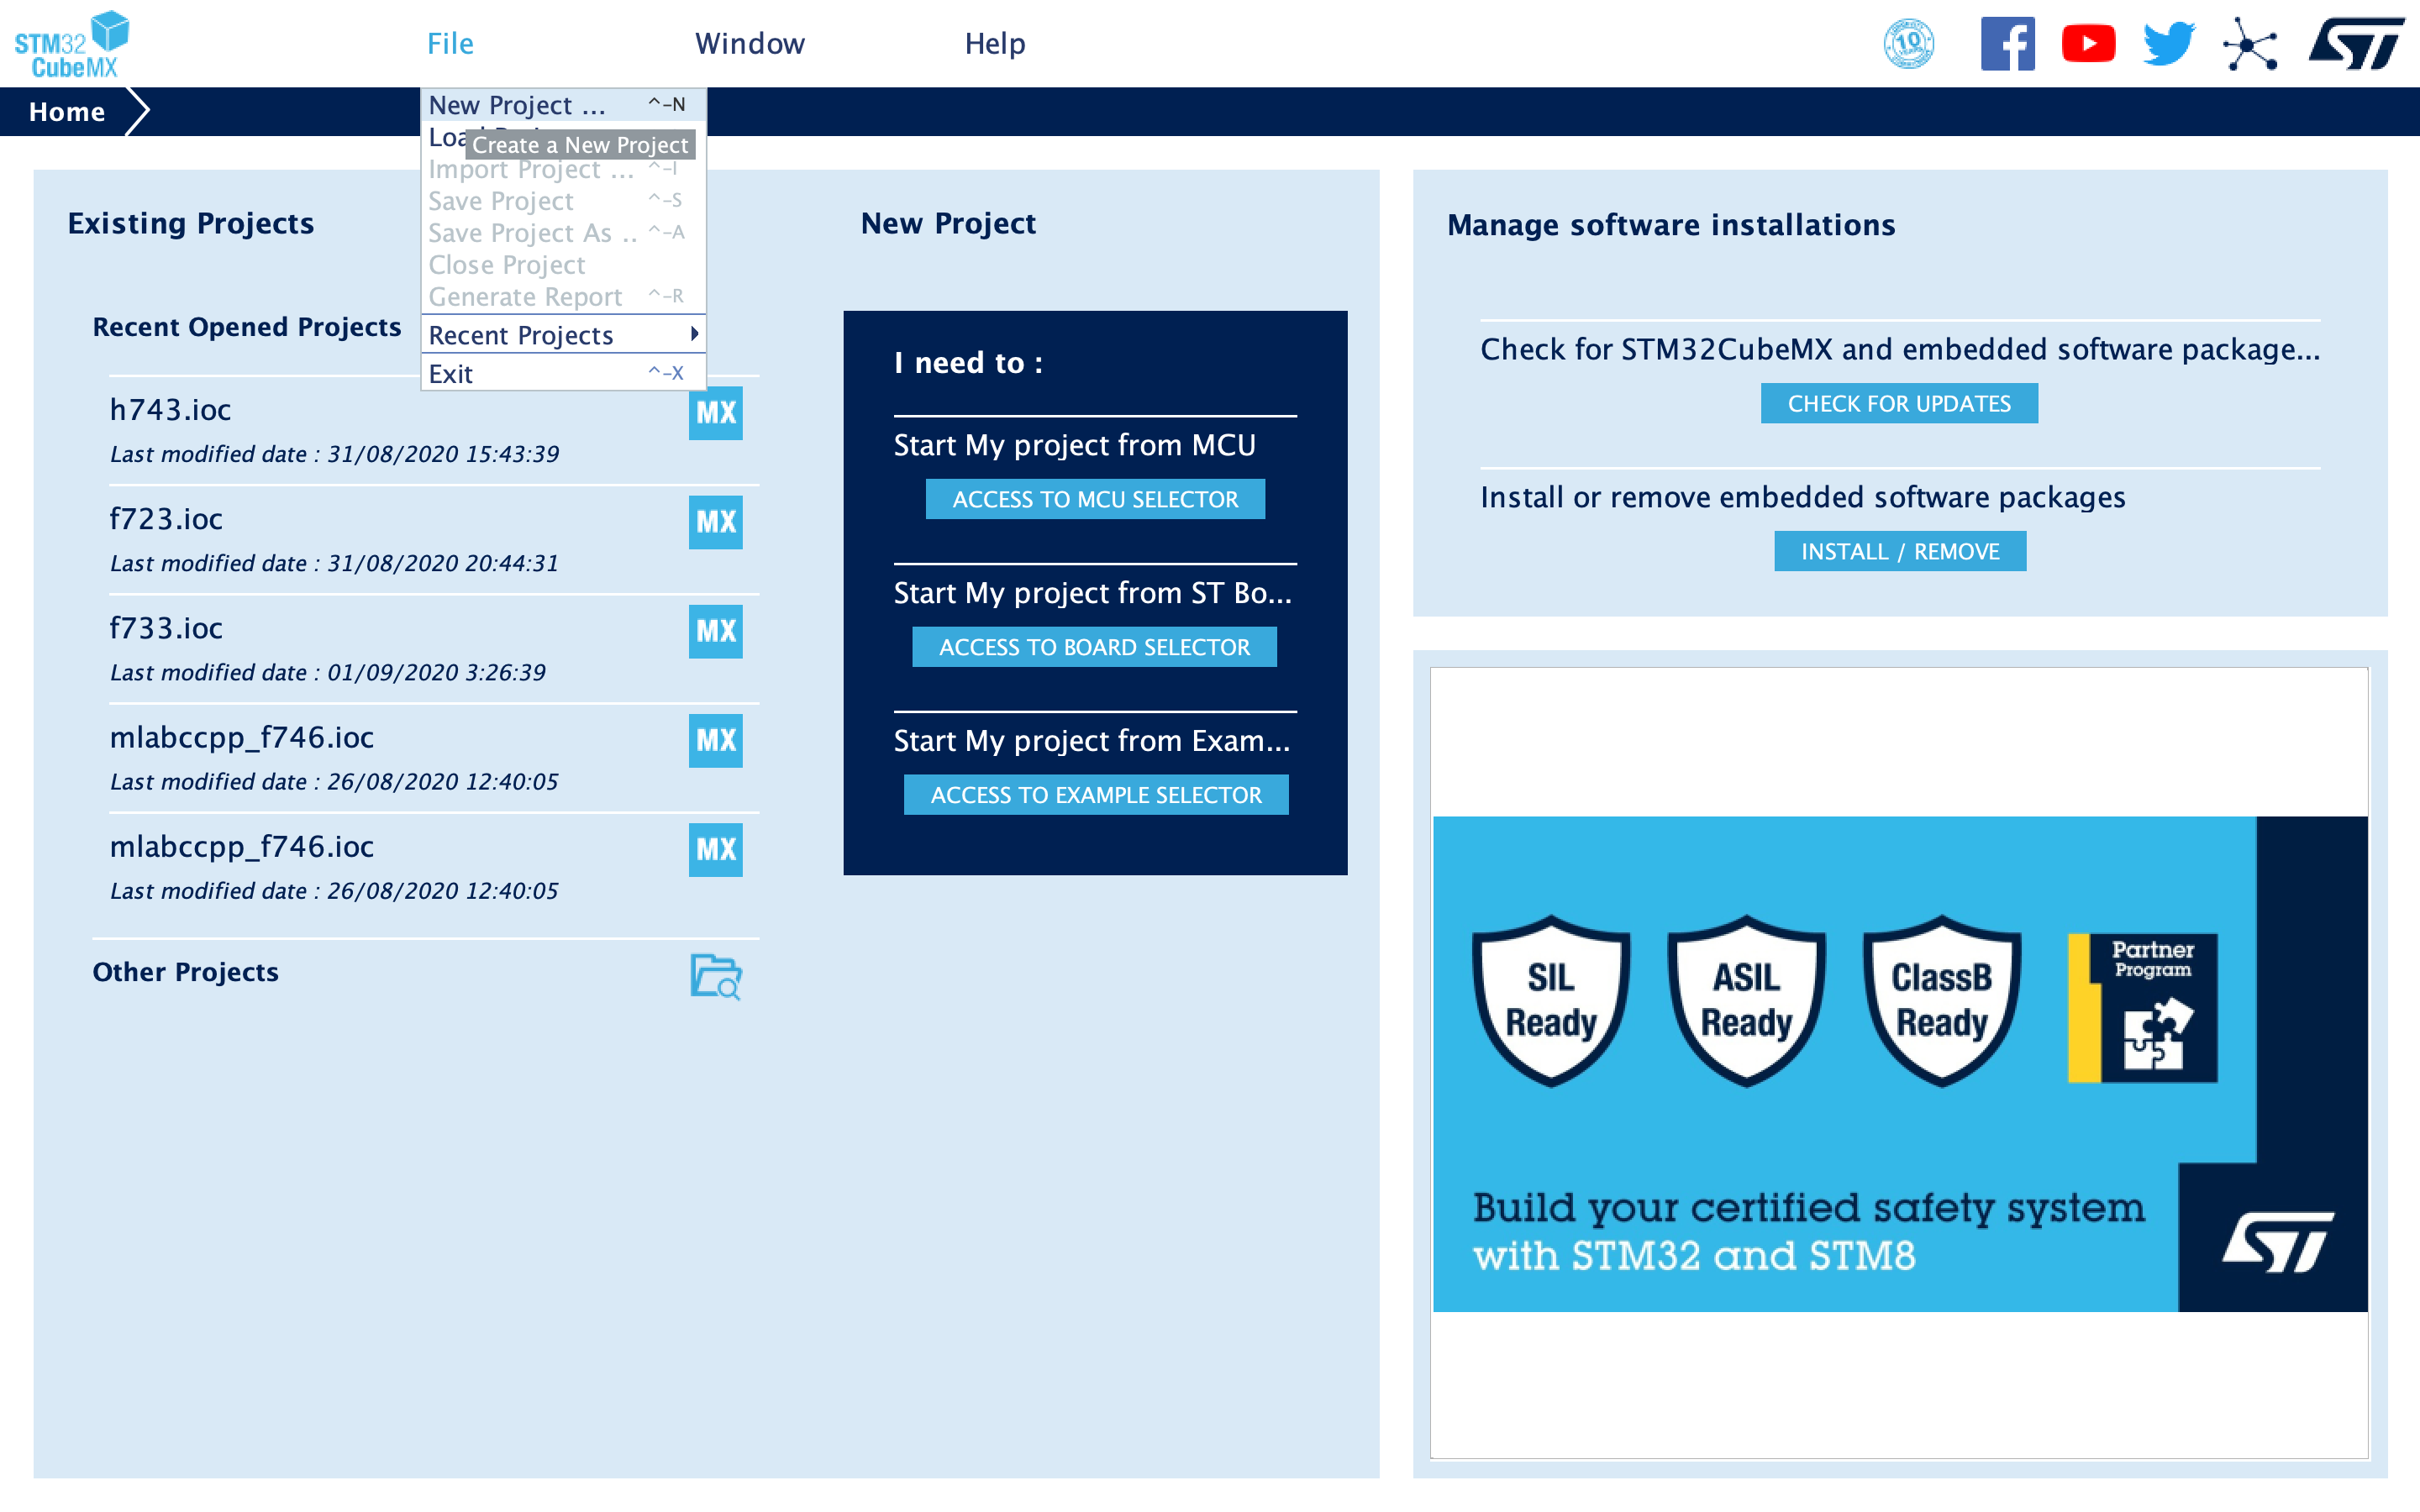 STM32
CubeMX
File
Window
Help
10
ST
Home
New Project ... ^-N
Create a New Project
Import Project ... ^-I
Save Project ^-S
Save Project As .. ^-A
Close Project
Generate Report ^-R
Recent Projects
Exit ^-X
Existing Projects
Recent Opened Projects
h743.ioc
MX
Last modified date : 31/08/2020 15:43:39
f723.ioc
MX
Last modified date : 31/08/2020 20:44:31
f733.ioc
MX
Last modified date : 01/09/2020 3:26:39
mlabccpp_f746.ioc
MX
Last modified date : 26/08/2020 12:40:05
mlabccpp_f746.ioc
MX
Last modified date : 26/08/2020 12:40:05
Other Projects
New Project
I need to :
Start My project from MCU
ACCESS TO MCU SELECTOR
Start My project from ST Bo...
ACCESS TO BOARD SELECTOR
Start My project from Exam...
ACCESS TO EXAMPLE SELECTOR
Manage software installations
Check for STM32CubeMX and embedded software package...
CHECK FOR UPDATES
Install or remove embedded software packages
INSTALL / REMOVE
SIL
Ready
ASIL
Ready
ClassB
Ready
Partner
Program
Build your certified safety system
with STM32 and STM8
ST